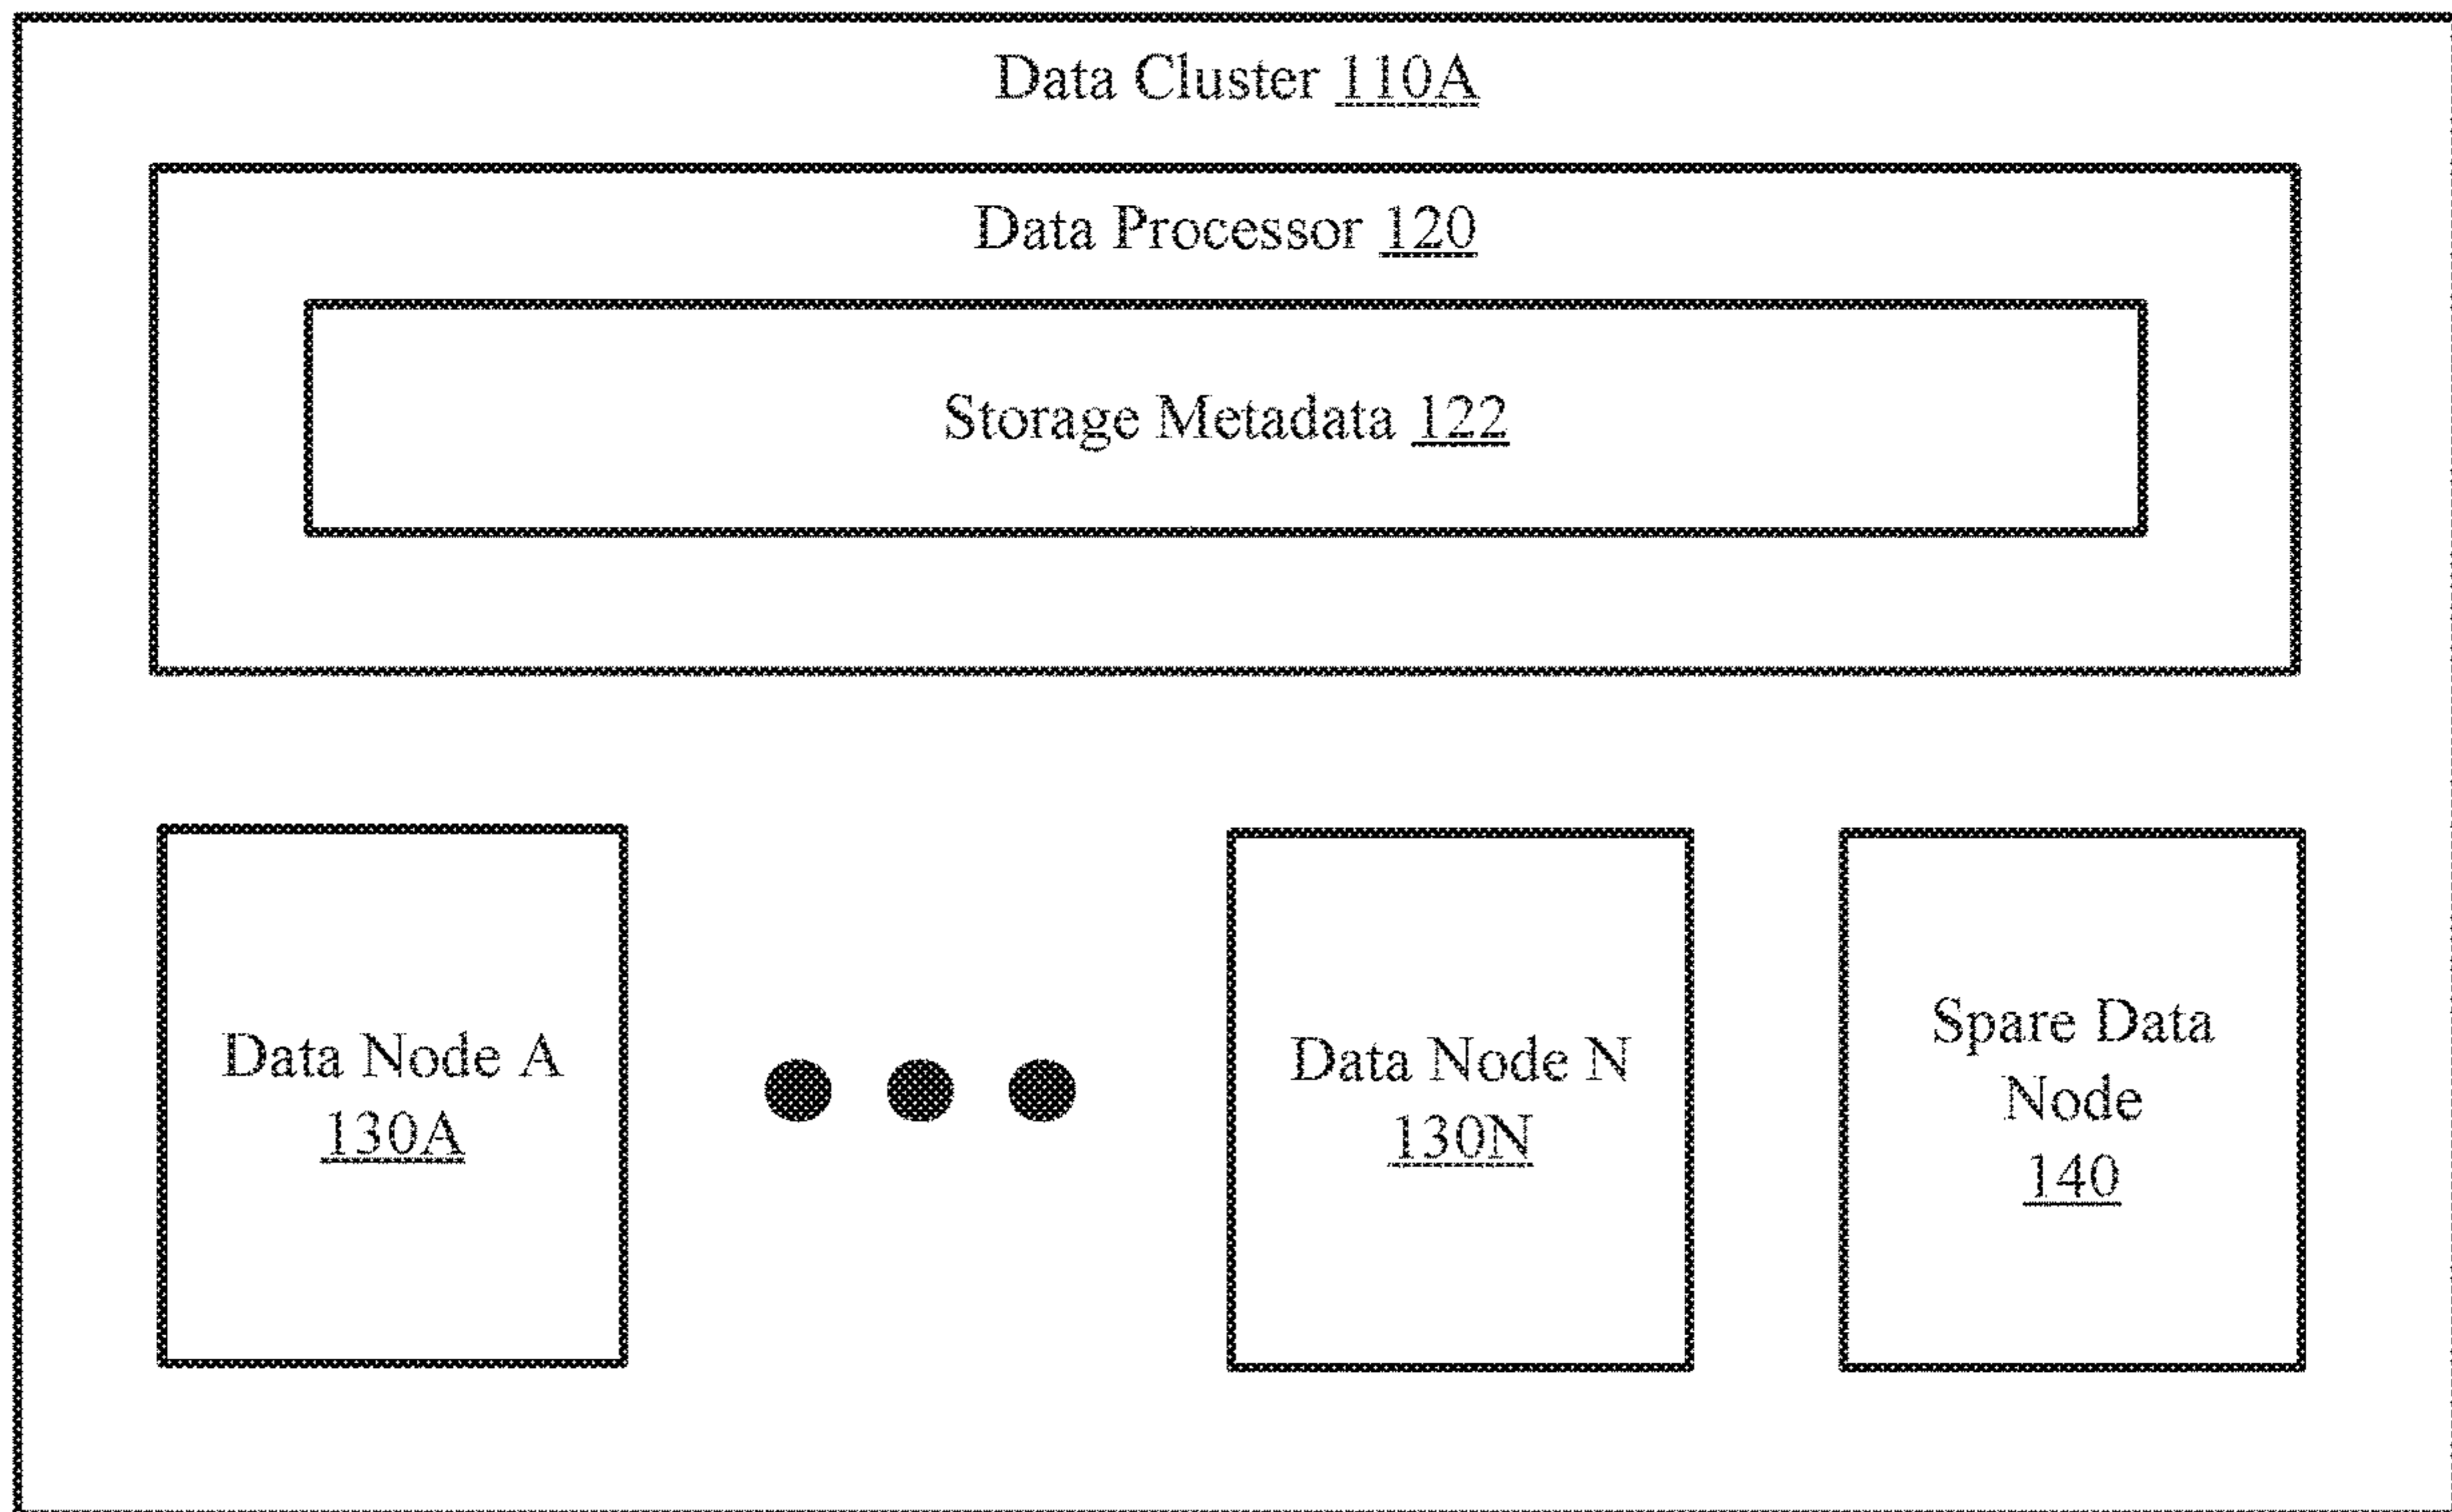 Data Cluster 110A
Data Processor 120
Storage Metadata 122
Data Node A
130A
Data Node N
130N
Spare Data
Node
140